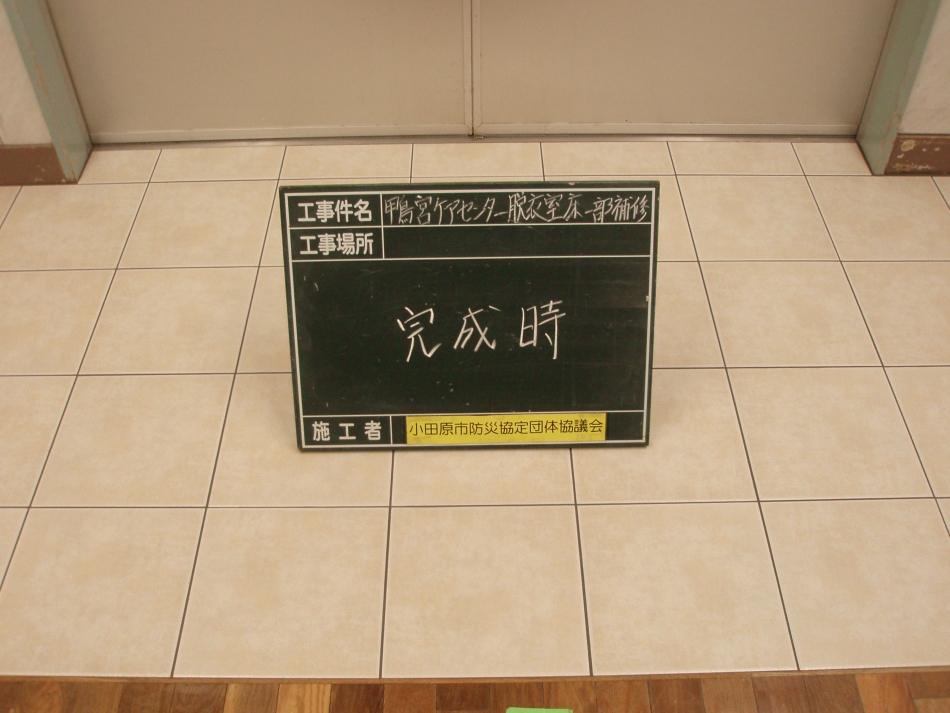 工事件名 甲鳥宮ケアセンター脱衣室床一部補修
工事場所
完成時
施工者 小田原市防災協定団体協議会